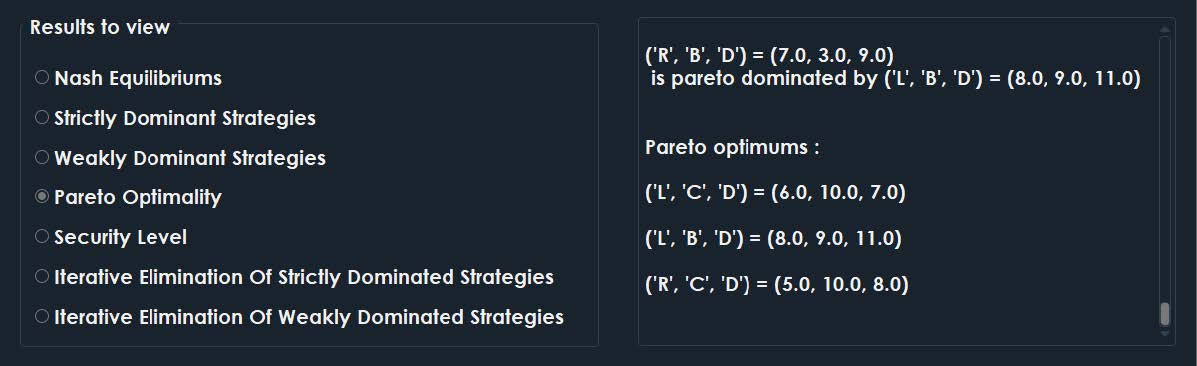 Results to view
Nash Equilibriums
Strictly Dominant Strategies
Weakly Dominant Strategies
Pareto Optimality
Security Level
Iterative Elimination Of Strictly Dominated Strategies
Iterative Elimination Of Weakly Dominated Strategies
('R', 'B', 'D') = (7.0, 3.0, 9.0)
is pareto dominated by ('L', 'B', 'D') = (8.0, 9.0, 11.0)
Pareto optimums :
('L', 'C', 'D') = (6.0, 10.0, 7.0)
('L', 'B', 'D') = (8.0, 9.0, 11.0)
('R', 'C', 'D') = (5.0, 10.0, 8.0)